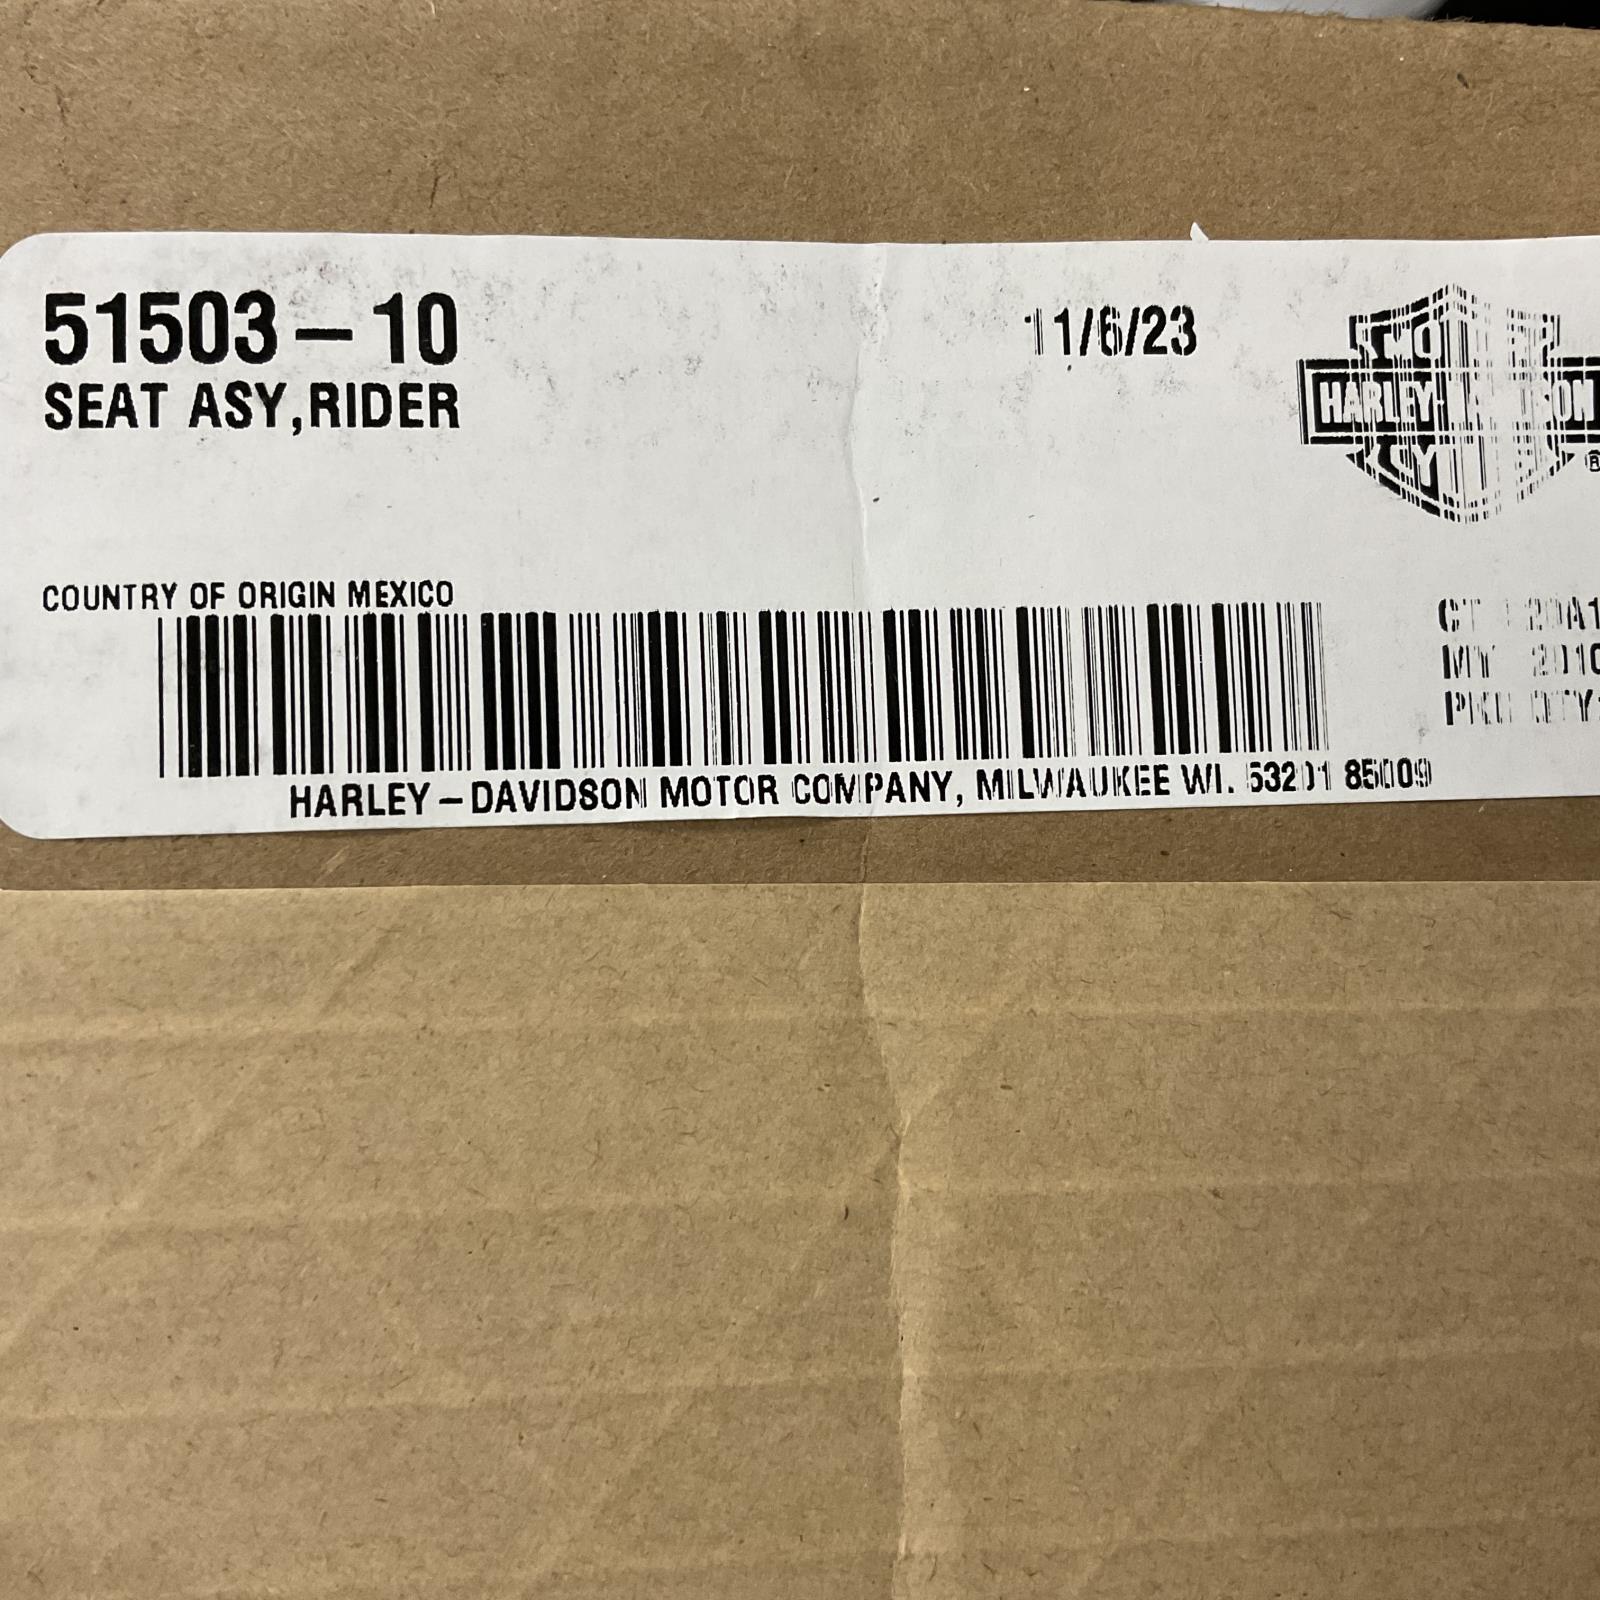 51503-10
11/6/23
SEAT ASY,RIDER
HARLEY-
COUNTRY OF ORIGIN MEXICO
HARLEY-DAVIDSON MOTOR COMPANY, MILWAUKEE WI. 53201 85009